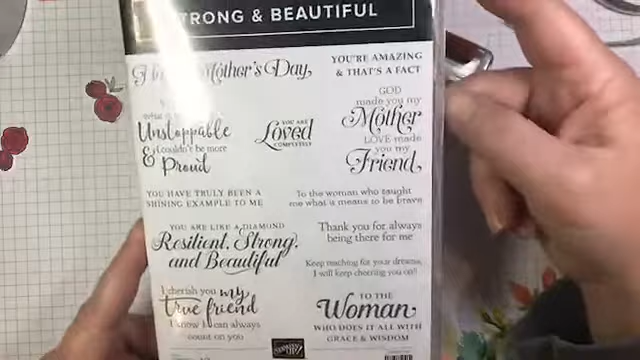 STRONG & BEAUTIFUL
Mother's Day,
YOU'RE AMAZING
& THAT'S A FACT
GOD
made you my
Mother
LOVE made
you my
Friend
Unstoppable
& I couldn't be more
Proud
YOU ARE
Loved
COMPLETELY
YOU HAVE TRULY BEEN A
SHINING EXAMPLE TO ME
To the woman who taught
me what it means to be brave
YOU ARE LIKE A DIAMOND
Resilient, Strong,
and Beautiful
Thank you for always
being there for me
Keep reaching for your dreams,
I will keep cheering you on!
I cherish you my
true friend
I know I can always
count on you
TO THE
Woman
WHO DOES IT ALL WITH
GRACE & WISDOM
STAMPIN' UP!